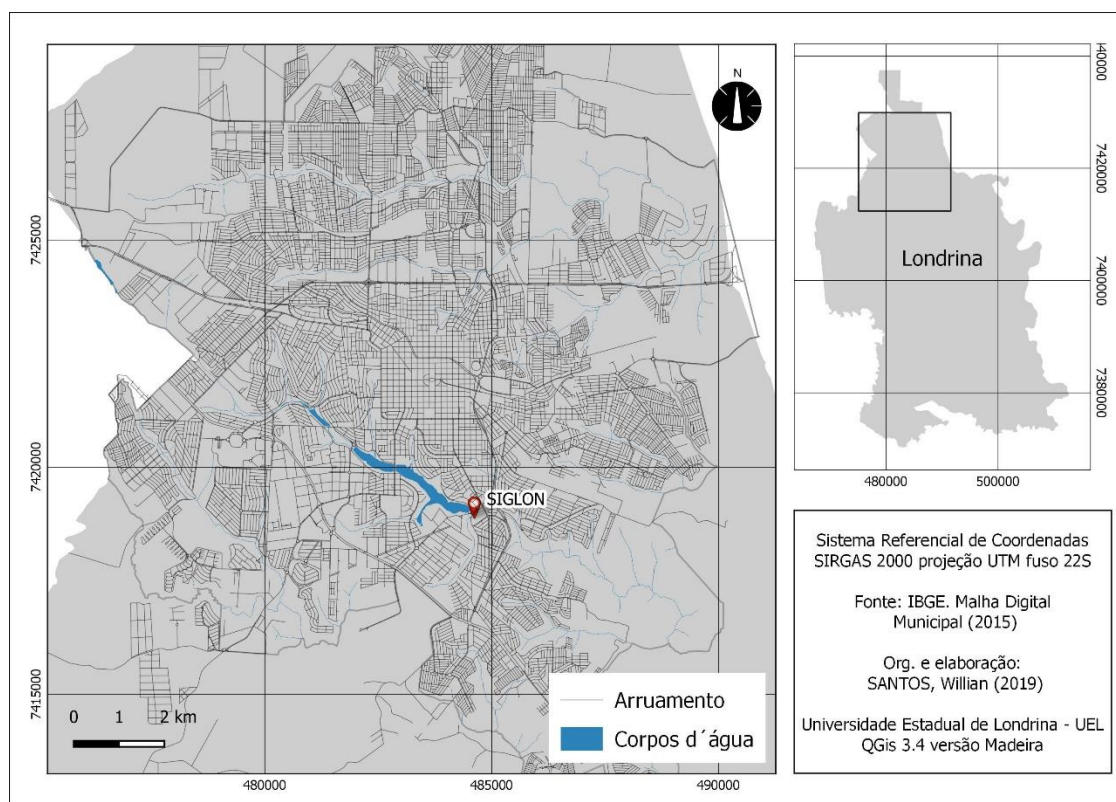 N
SIGLON
7425000
7420000
7415000
0 1 2 km
Arruamento
Corpos d´água
480000
485000
490000
Londrina
40000
7420000
7400000
7380000
480000
500000
Sistema Referencial de Coordenadas
SIRGAS 2000 projeção UTM fuso 22S
Fonte: IBGE. Malha Digital
Municipal (2015)
Org. e elaboração:
SANTOS, Willian (2019)
Universidade Estadual de Londrina - UEL
QGis 3.4 versão Madeira